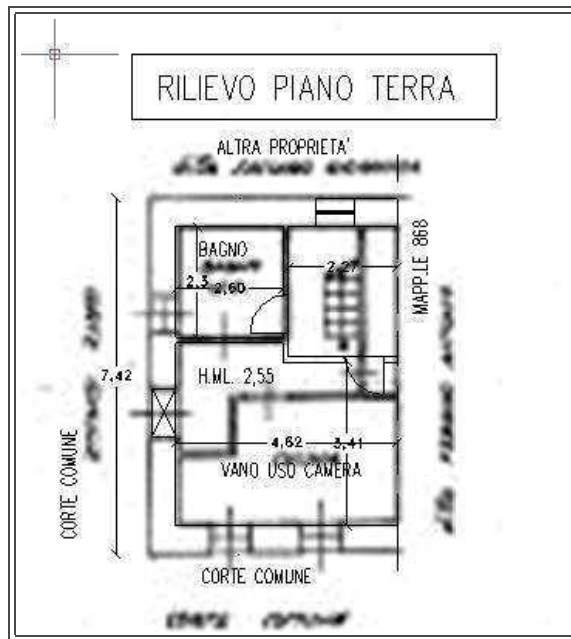 RILIEVO PIANO TERRA
ALTRA PROPRIETA'
BAGNO
2,27
2,3
2,60
MAPP.LE 868
7,42
H.ML. 2,55
4,62
3,41
VANO USO CAMERA
CORTE COMUNE
CORTE COMUNE